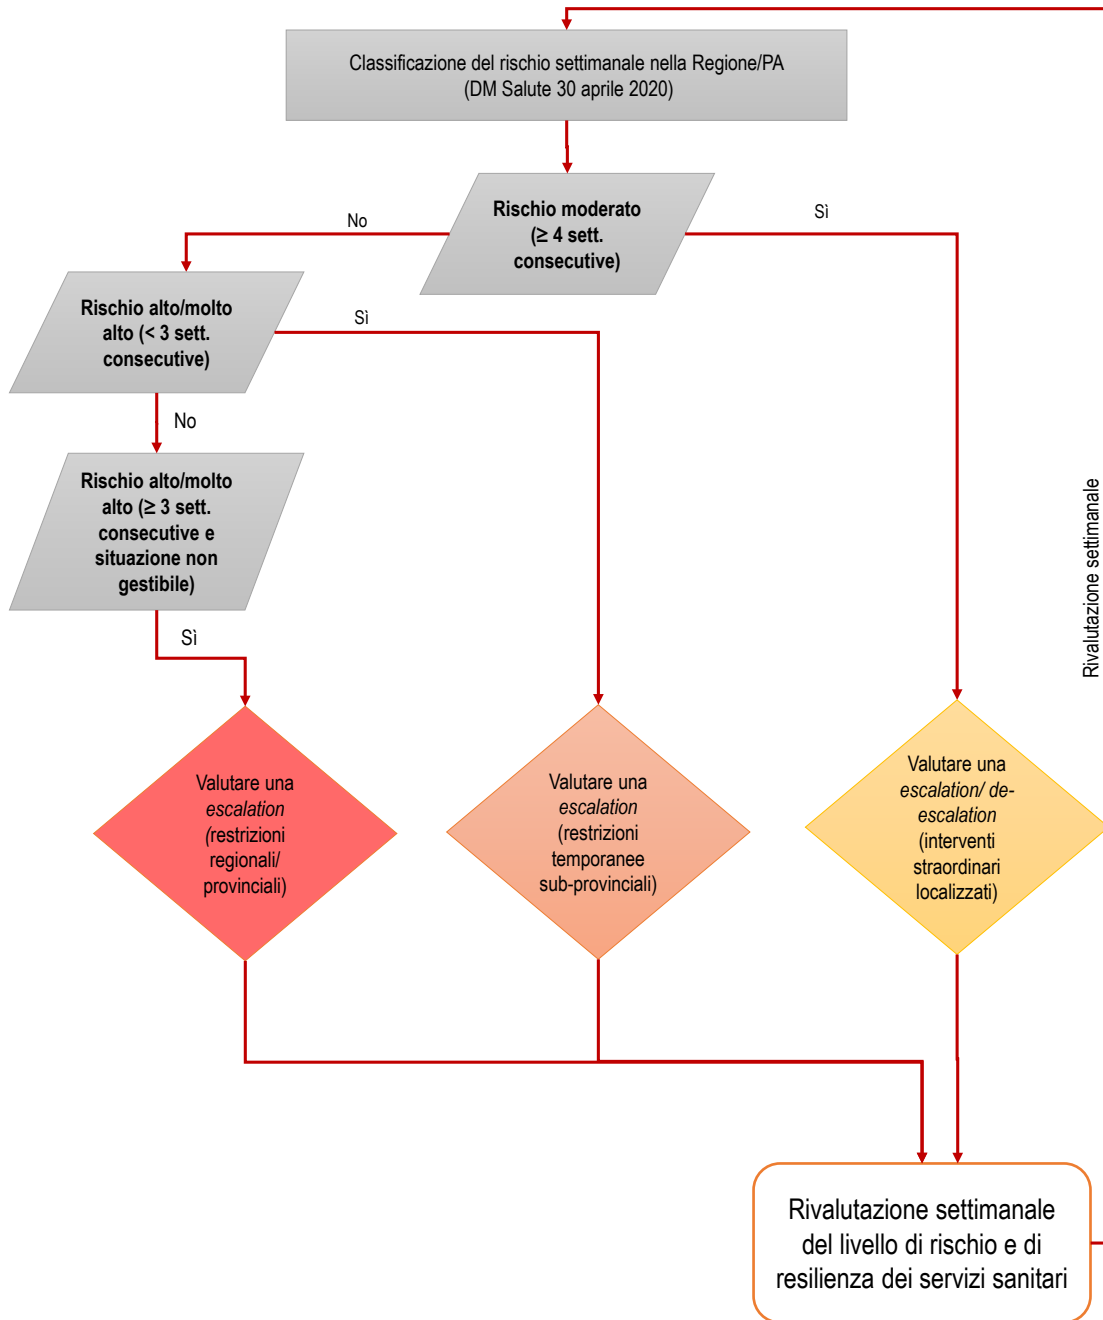 Classificazione del rischio settimanale nella Regione/PA
(DM Salute 30 aprile 2020)
Rischio moderato
(≥ 4 sett.
consecutive)
No
Sì
Rischio alto/molto
alto (< 3 sett.
consecutive)
Sì
No
Rischio alto/molto
alto (≥ 3 sett.
consecutive e
situazione non
gestibile)
Sì
Rivalutazione settimanale
Valutare una
escalation
(restrizioni
regionali/
provinciali)
Valutare una
escalation
(restrizioni
temporanee
sub-provinciali)
Valutare una
escalation/ de-
escalation
(interventi
straordinari
localizzati)
Rivalutazione settimanale
del livello di rischio e di
resilienza dei servizi sanitari